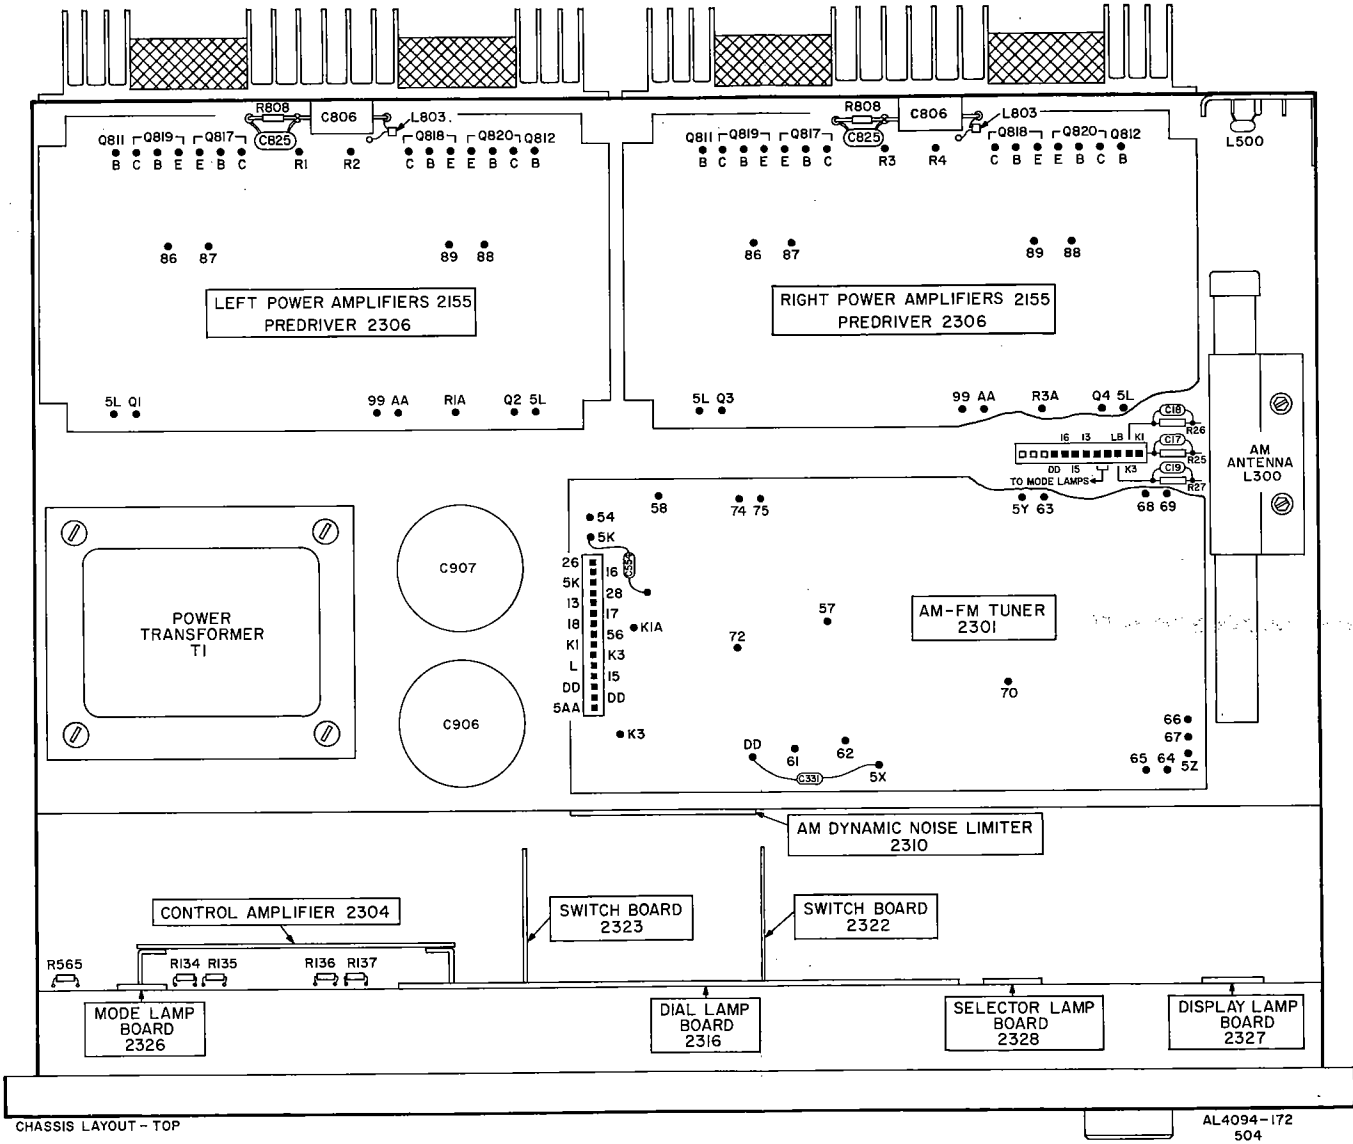 R808
C806
L803
C825
Q811 Q819 Q817
B C E E B C
R1 R2
Q818 Q820 Q812
C B E E B C B
86 87 89 88
LEFT POWER AMPLIFIERS 2155
PREDRIVER 2306
5L Q1 99 AA R1A Q2 5L
R808
C806
L803
C825
Q811 Q819 Q817
B C B E E B C
R3 R4
Q818 Q820 Q812
C B E E B C B
86 87 89 88
RIGHT POWER AMPLIFIERS 2155
PREDRIVER 2306
5L Q3 99 AA R3A Q4 5L
L500
C18
R26
C17
R25
C19
R27
16 13 LB K1
DD 15 K3
TO MODE LAMPS
AM
ANTENNA
L300
5Y 63 68 69
58 74 75
54
5K
C554
26
5K
13
18
K1
L
DD
5AA
16
28
17
56
K3
15
DD
K1A
K3
57
72
70
AM-FM TUNER
2301
66
67
5Z
65 64
DD 61 62 5X
C331
POWER
TRANSFORMER
T1
C907
C906
AM DYNAMIC NOISE LIMITER
2310
CONTROL AMPLIFIER 2304
SWITCH BOARD
2323
SWITCH BOARD
2322
R565 R134 R135 R136 R137
MODE LAMP
BOARD
2326
DIAL LAMP
BOARD
2316
SELECTOR LAMP
BOARD
2328
DISPLAY LAMP
BOARD
2327
CHASSIS LAYOUT - TOP
AL4094-172
504